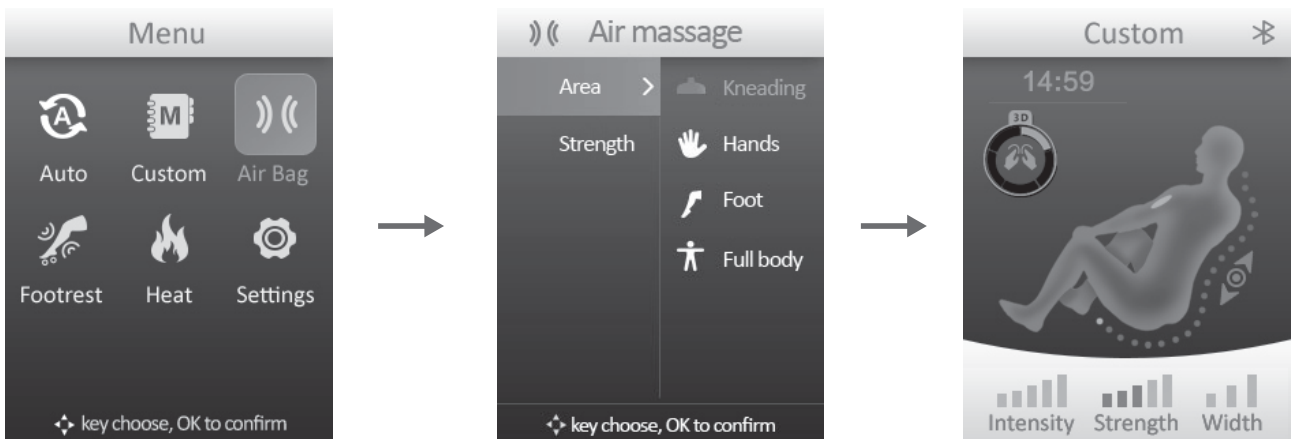 Menu
Auto
Custom
Air Bag
Footrest
Heat
Settings
key choose, OK to confirm
Air massage
Area
Strength
Kneading
Hands
Foot
Full body
key choose, OK to confirm
Custom
14:59
3D
Intensity
Strength
Width